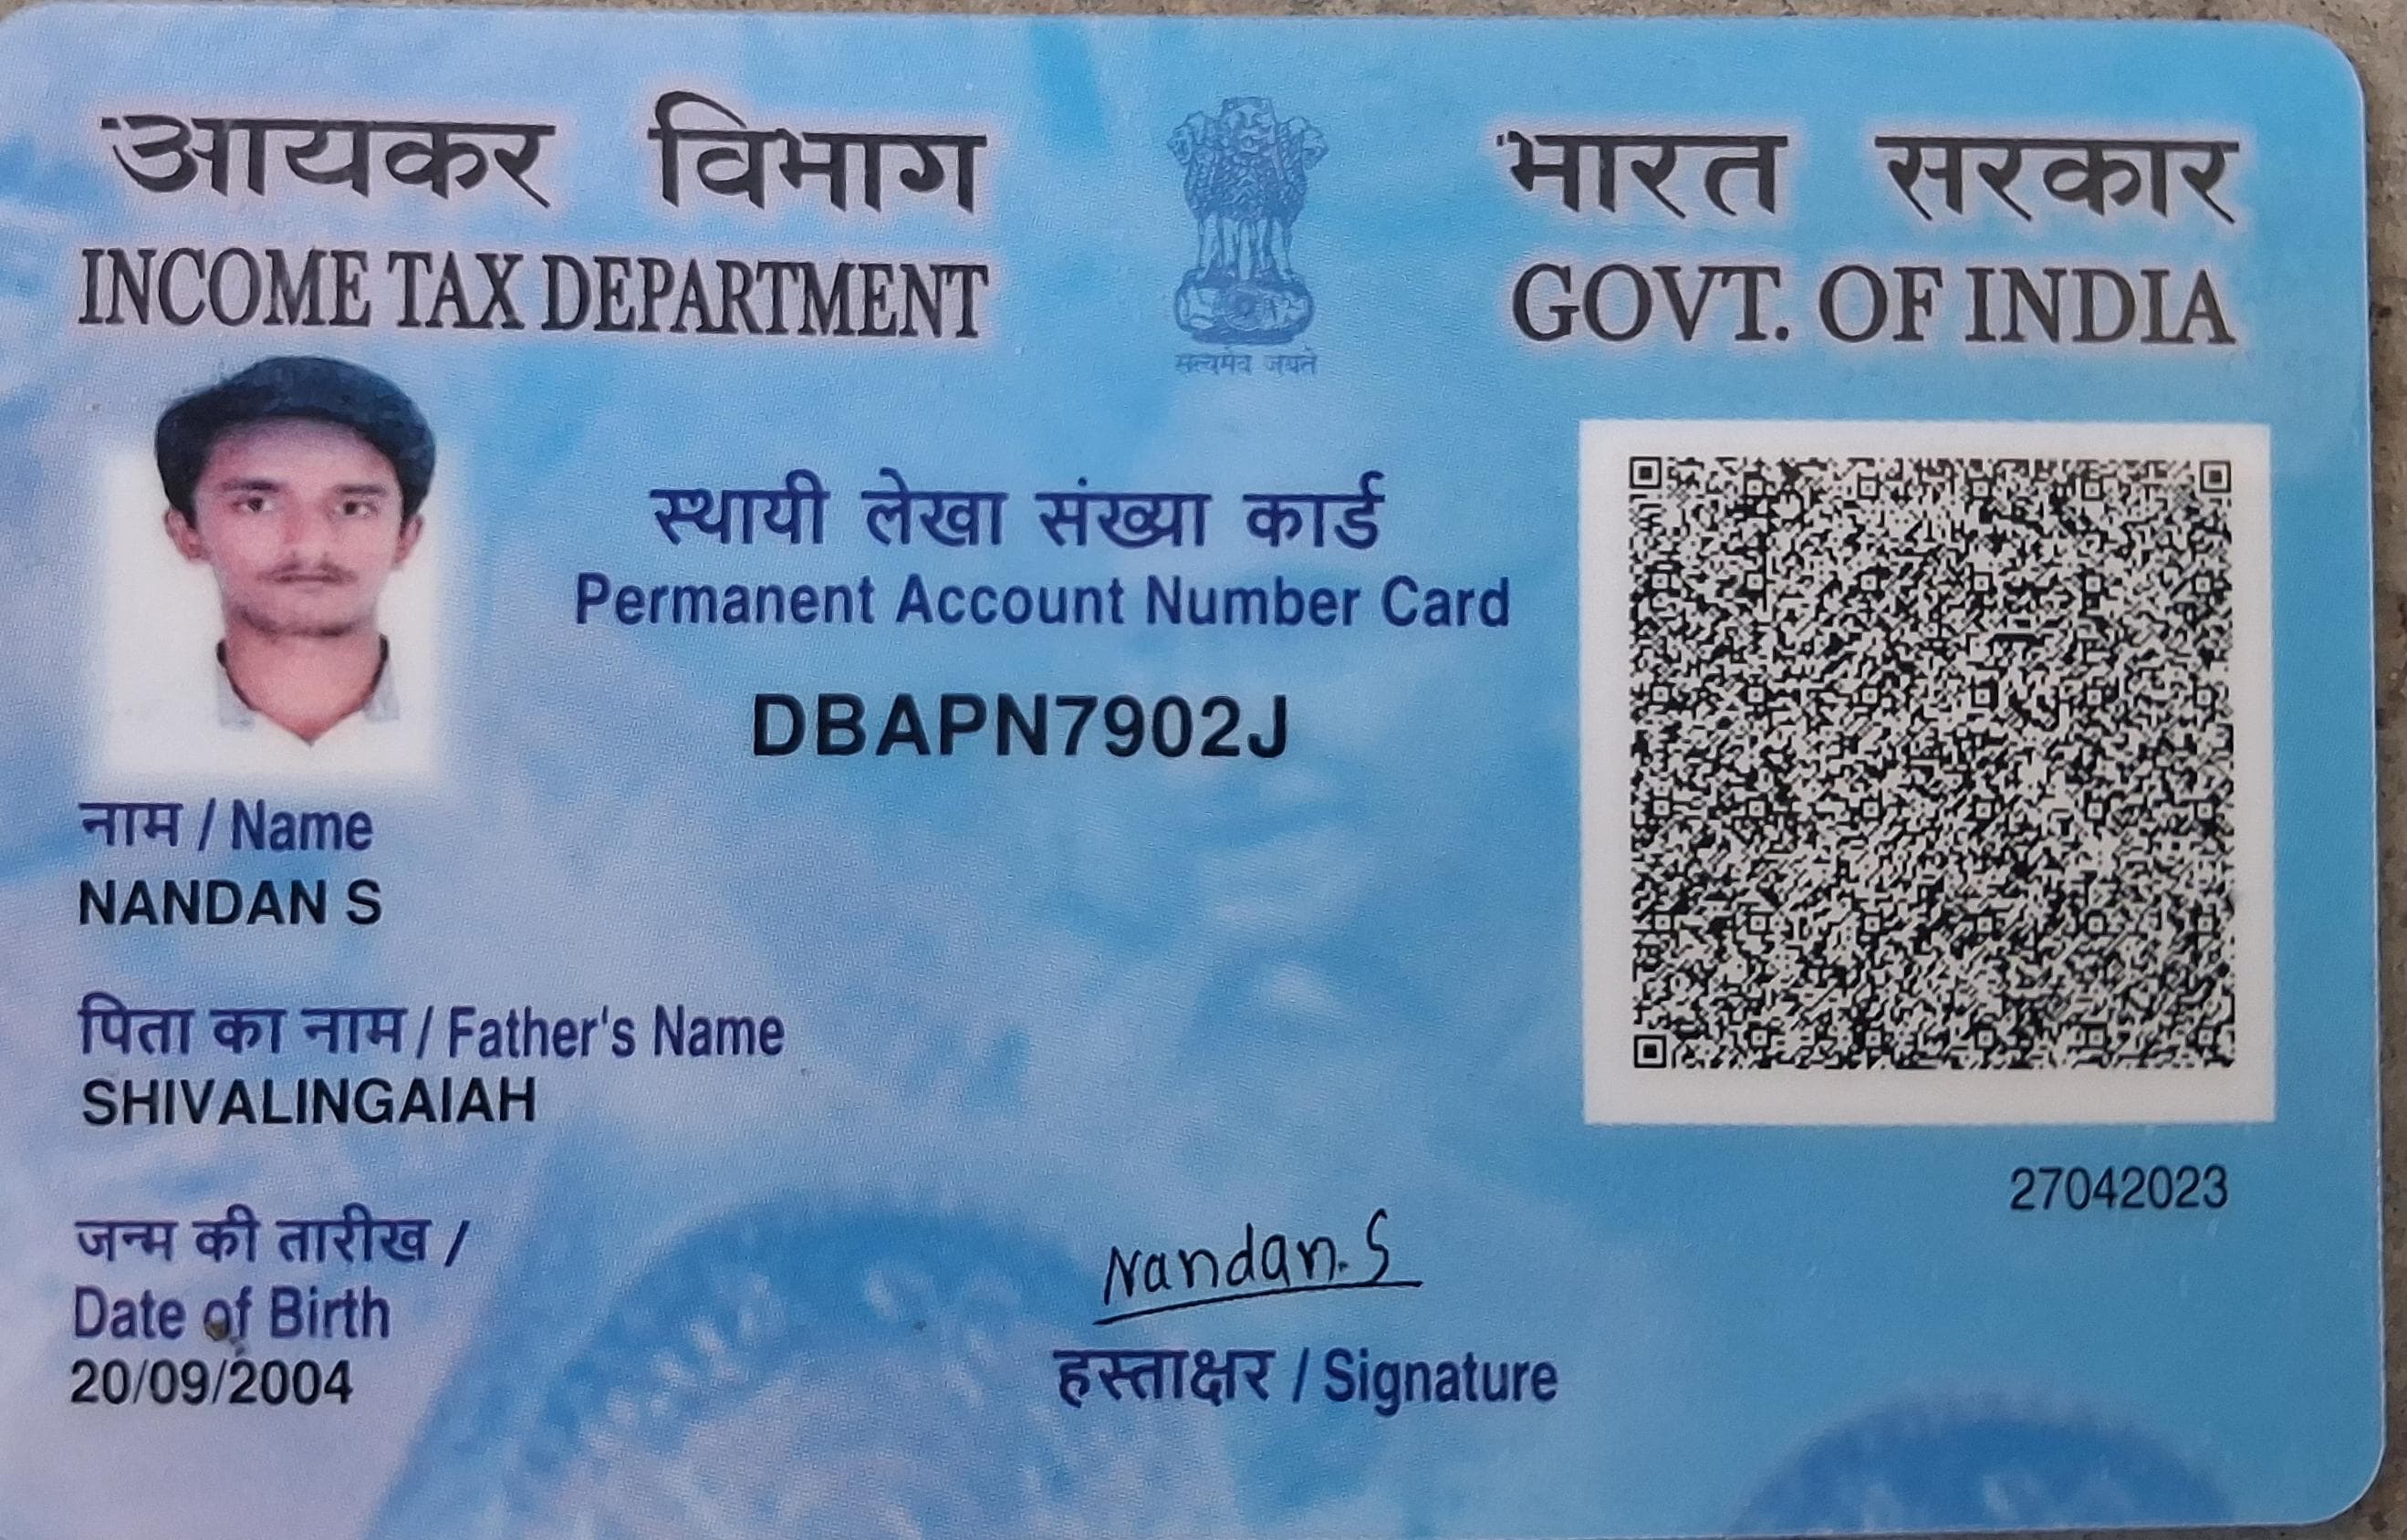 आयकर विभाग
INCOME TAX DEPARTMENT
सत्यमेव जयते
भारत सरकार
GOVT. OF INDIA
स्थायी लेखा संख्या कार्ड
Permanent Account Number Card
DBAPN7902J
नाम / Name
NANDAN S
पिता का नाम / Father's Name
SHIVALINGAIAH
जन्म की तारीख /
Date of Birth
20/09/2004
27042023
Nandan.S
हस्ताक्षर / Signature